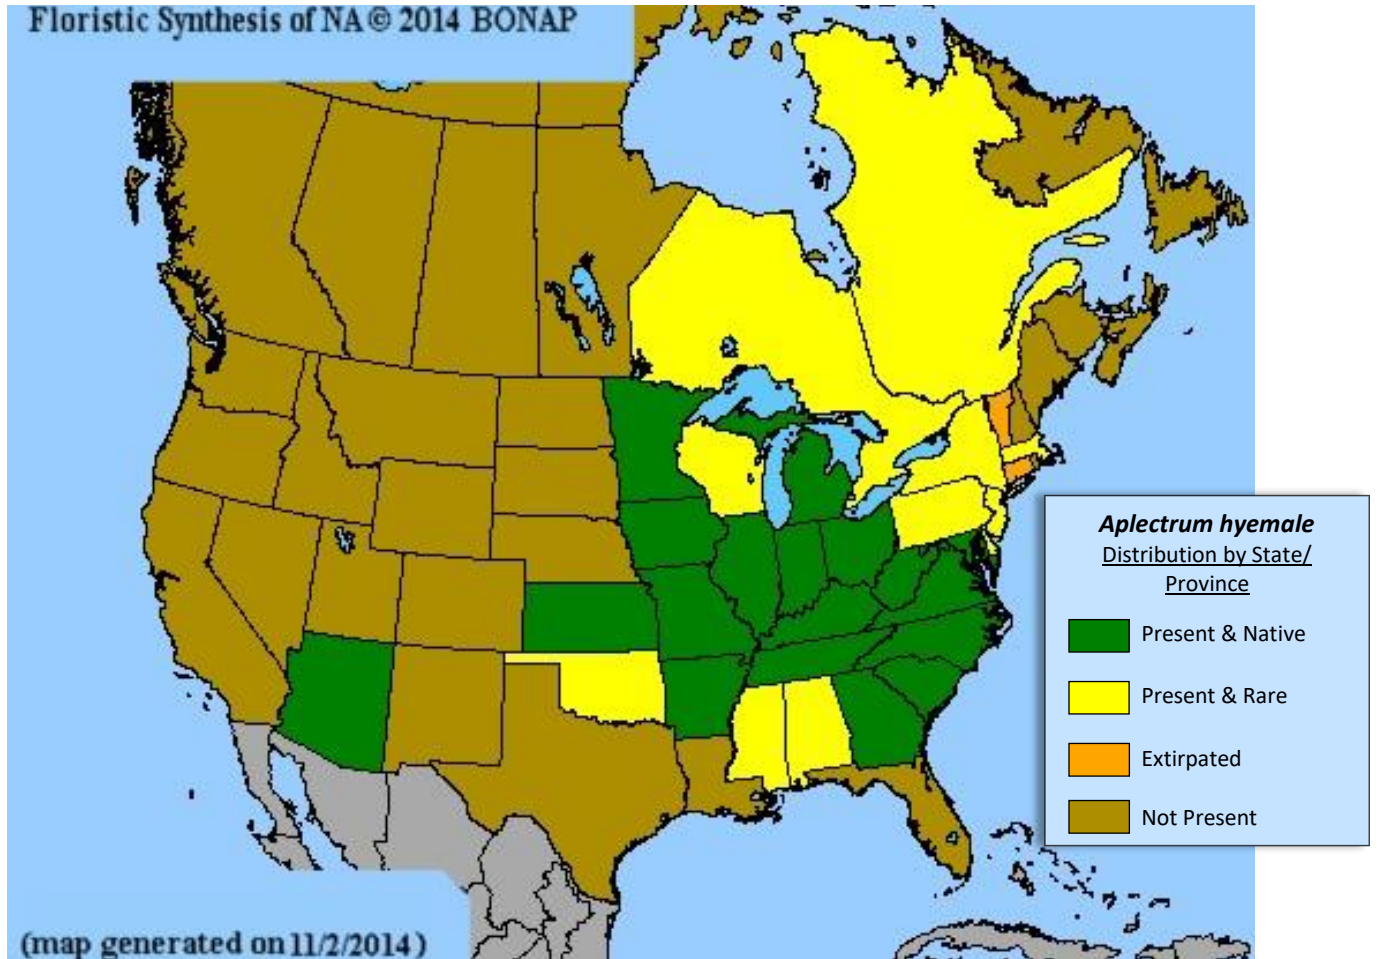 Floristic Synthesis of NA © 2014 BONAP
Aplectrum hyemale
Distribution by State/
Province
Present & Native
Present & Rare
Extirpated
Not Present
(map generated on 11/2/2014)